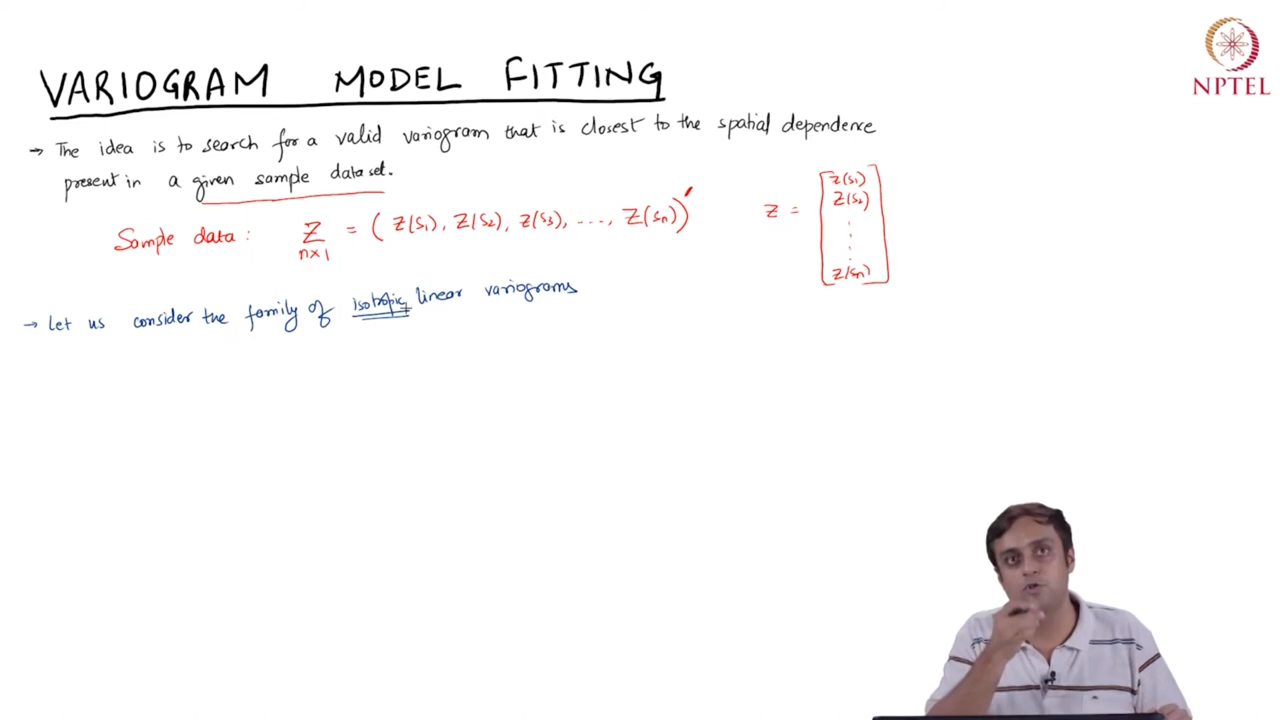 VARIOGRAM MODEL FITTING
NPTEL
→ The idea is to search for a valid variogram that is closest to the spatial dependence
present in a given sample dataset.
Sample data: Z n×1 = (Z(s1), Z(s2), Z(s3), ...., Z(sn))'
Z = [Z(s1)
Z(s2)
⋮
Z(sn)]
→ Let us consider the family of isotropic linear variograms